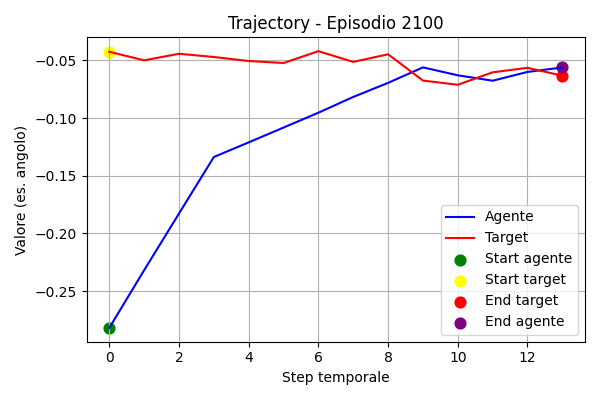 Trajectory - Episodio 2100
Valore (es. angolo)
−0.05
−0.10
−0.15
−0.20
−0.25
0 2 4 6 8 10 12
Step temporale
Agente
Target
Start agente
Start target
End target
End agente